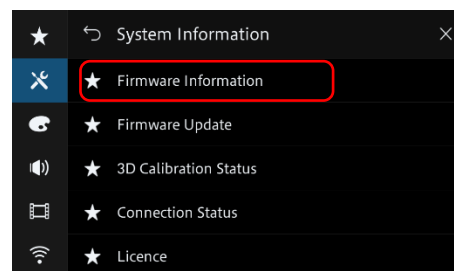 System Information
Firmware Information
Firmware Update
3D Calibration Status
Connection Status
Licence